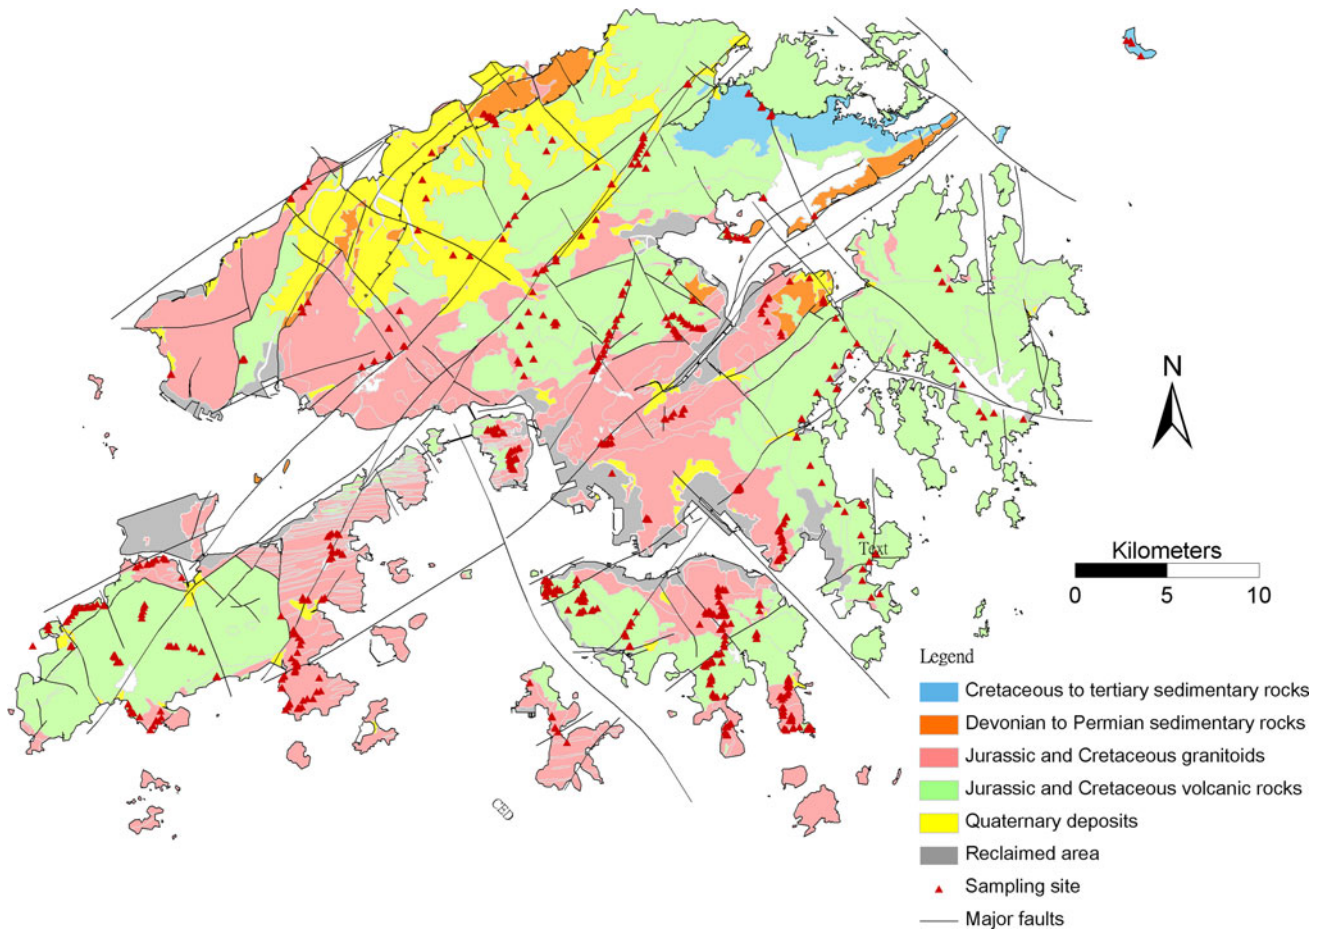 N
Text
Kilometers
0 5 10
Legend
Cretaceous to tertiary sedimentary rocks
Devonian to Permian sedimentary rocks
Jurassic and Cretaceous granitoids
Jurassic and Cretaceous volcanic rocks
CED
Quaternary deposits
Reclaimed area
Sampling site
Major faults